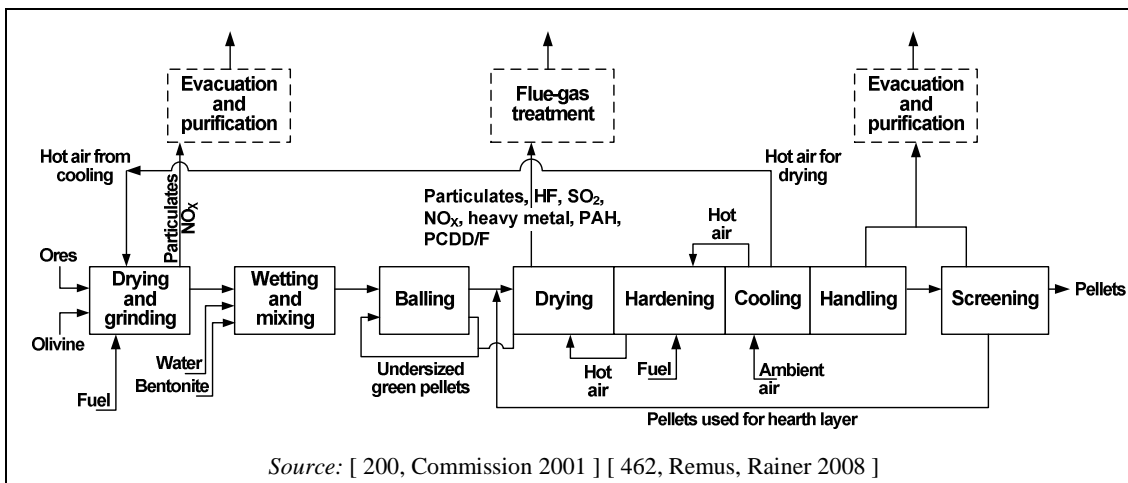 Evacuation
and
purification
Flue-gas
treatment
Evacuation
and
purification
Hot air from
cooling
Particulates
NOX
Particulates, HF, SO2,
NOX, heavy metal, PAH,
PCDD/F
Hot air for
drying
Hot
air
Ores
Olivine
Fuel
Drying
and
grinding
Water
Bentonite
Wetting
and
mixing
Balling
Undersized
green pellets
Drying
Hardening
Cooling
Handling
Screening
Pellets
Hot
air
Fuel
Ambient
air
Pellets used for hearth layer
Source: [ 200, Commission 2001 ] [ 462, Remus, Rainer 2008 ]